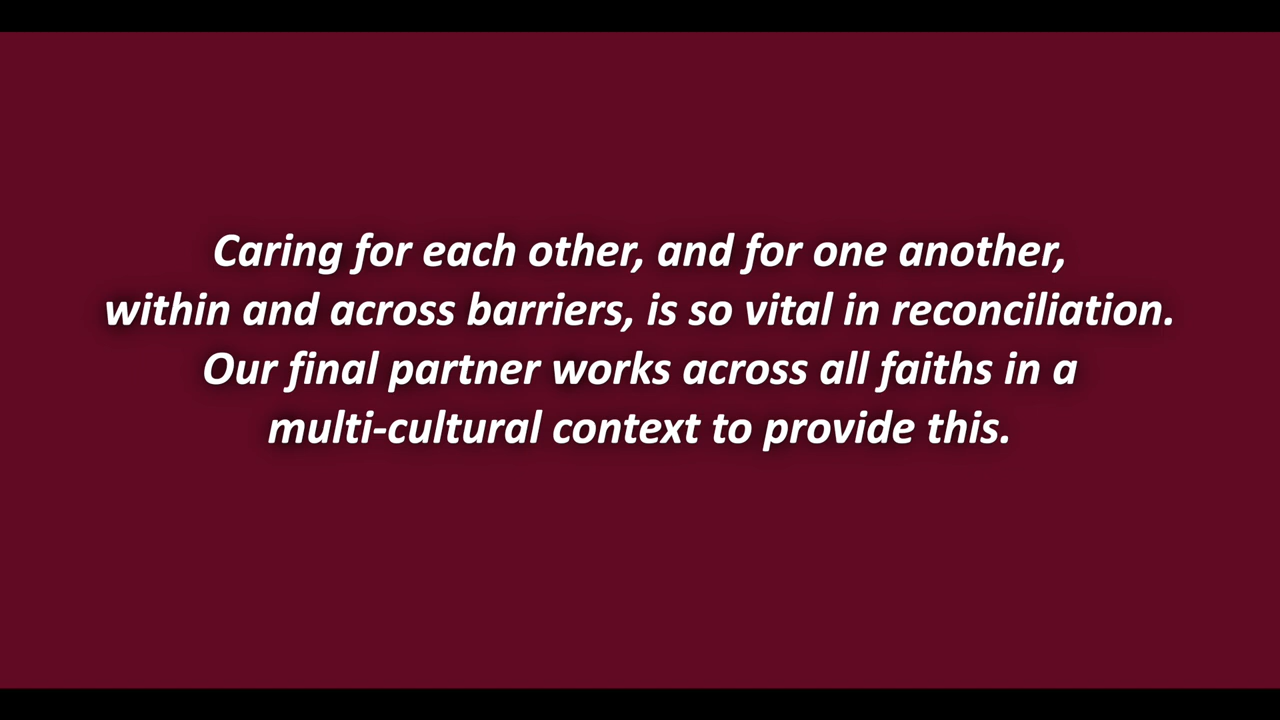 Caring for each other, and for one another,
within and across barriers, is so vital in reconciliation.
Our final partner works across all faiths in a
multi-cultural context to provide this.